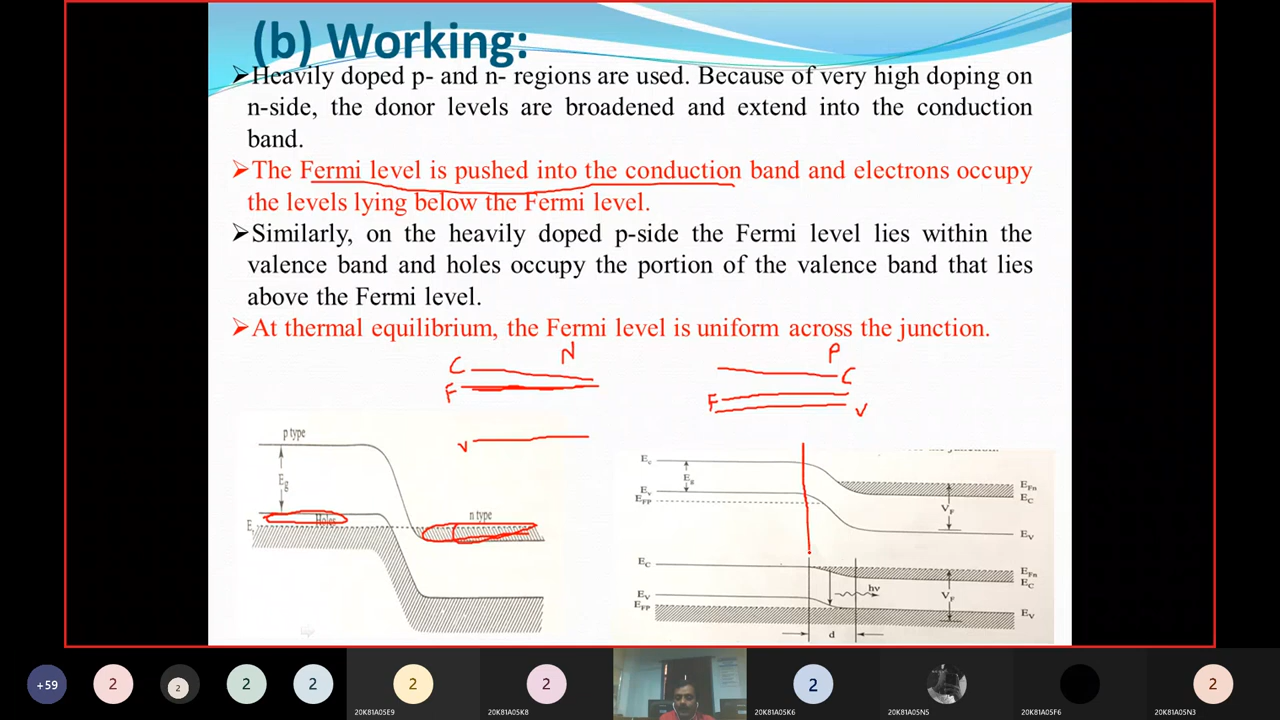 (b) Working:
➢Heavily doped p- and n- regions are used. Because of very high doping on
n-side, the donor levels are broadened and extend into the conduction
band.
➢The Fermi level is pushed into the conduction band and electrons occupy
the levels lying below the Fermi level.
➢Similarly, on the heavily doped p-side the Fermi level lies within the
valence band and holes occupy the portion of the valence band that lies
above the Fermi level.
➢At thermal equilibrium, the Fermi level is uniform across the junction.
N
C
F
V
P
C
F
V
p type
Eg
Holes
n type
Ec
Eg
Ev
EFP
EFn
EC
VF
EV
EC
EV
EFP
hν
d
EFn
EC
VF
EV
+59
2
2
2
2
2
2
2
2
20K81A05E9
20K81A05K8
20K81A05K6
20K81A05N5
20K81A05F6
20K81A05N3